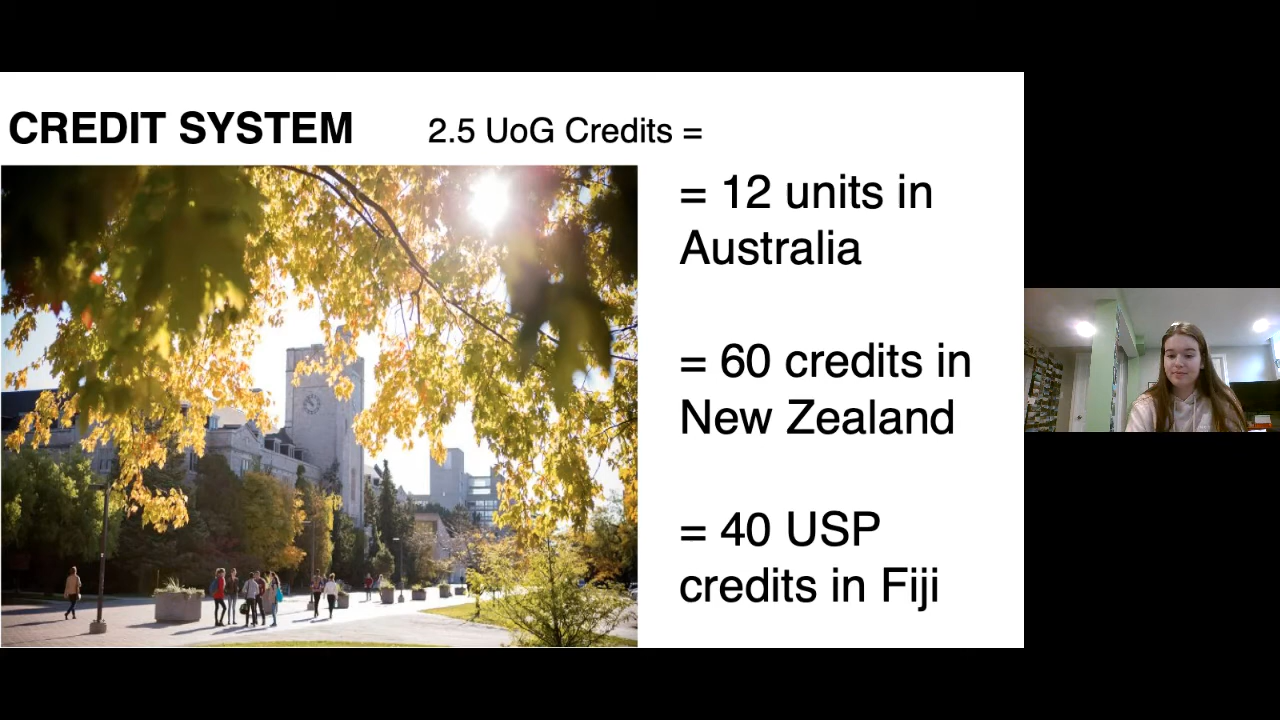 CREDIT SYSTEM
2.5 UoG Credits =
= 12 units in
Australia
= 60 credits in
New Zealand
= 40 USP
credits in Fiji